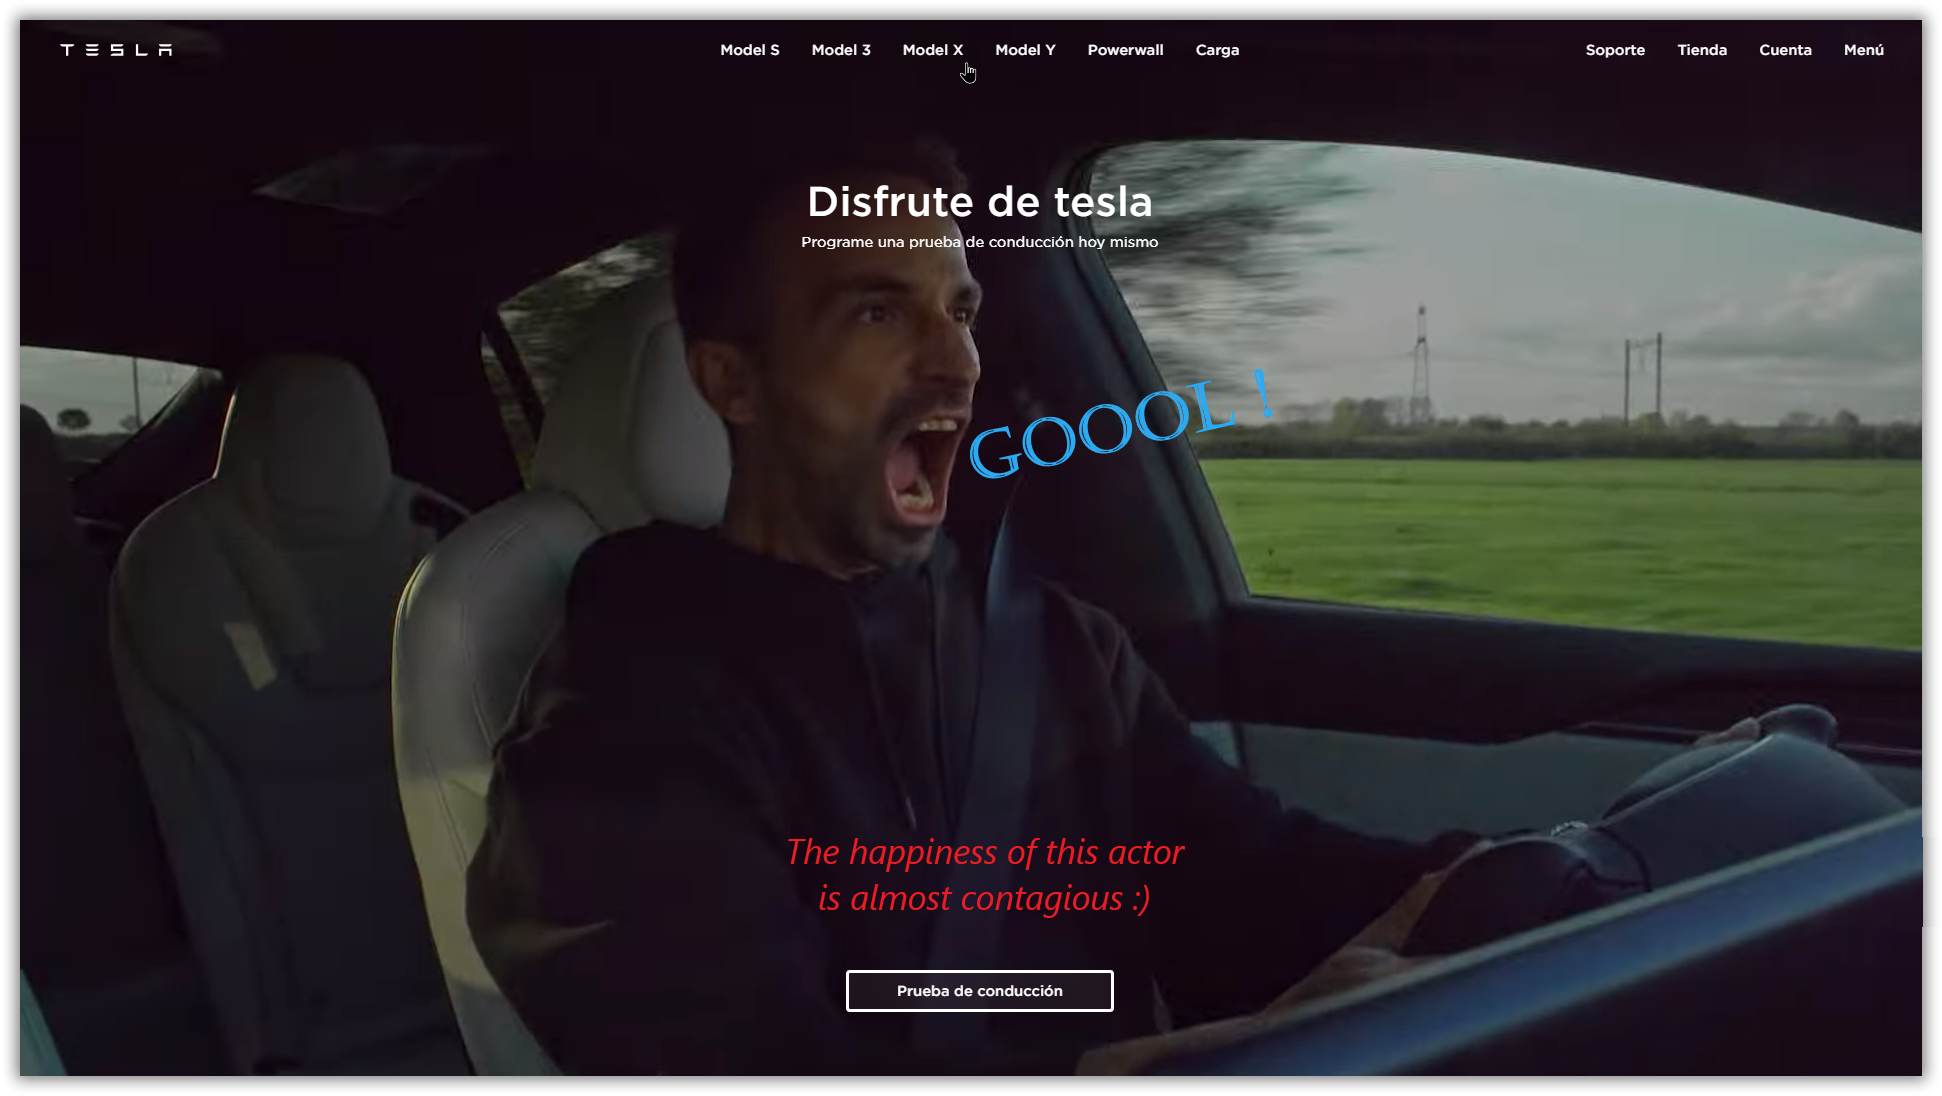 TESLA
Model S Model 3 Model X Model Y Powerwall Carga
Soporte Tienda Cuenta Menú
Disfrute de tesla
Programe una prueba de conducción hoy mismo
GOOOL !
The happiness of this actor
is almost contagious :)
Prueba de conducción